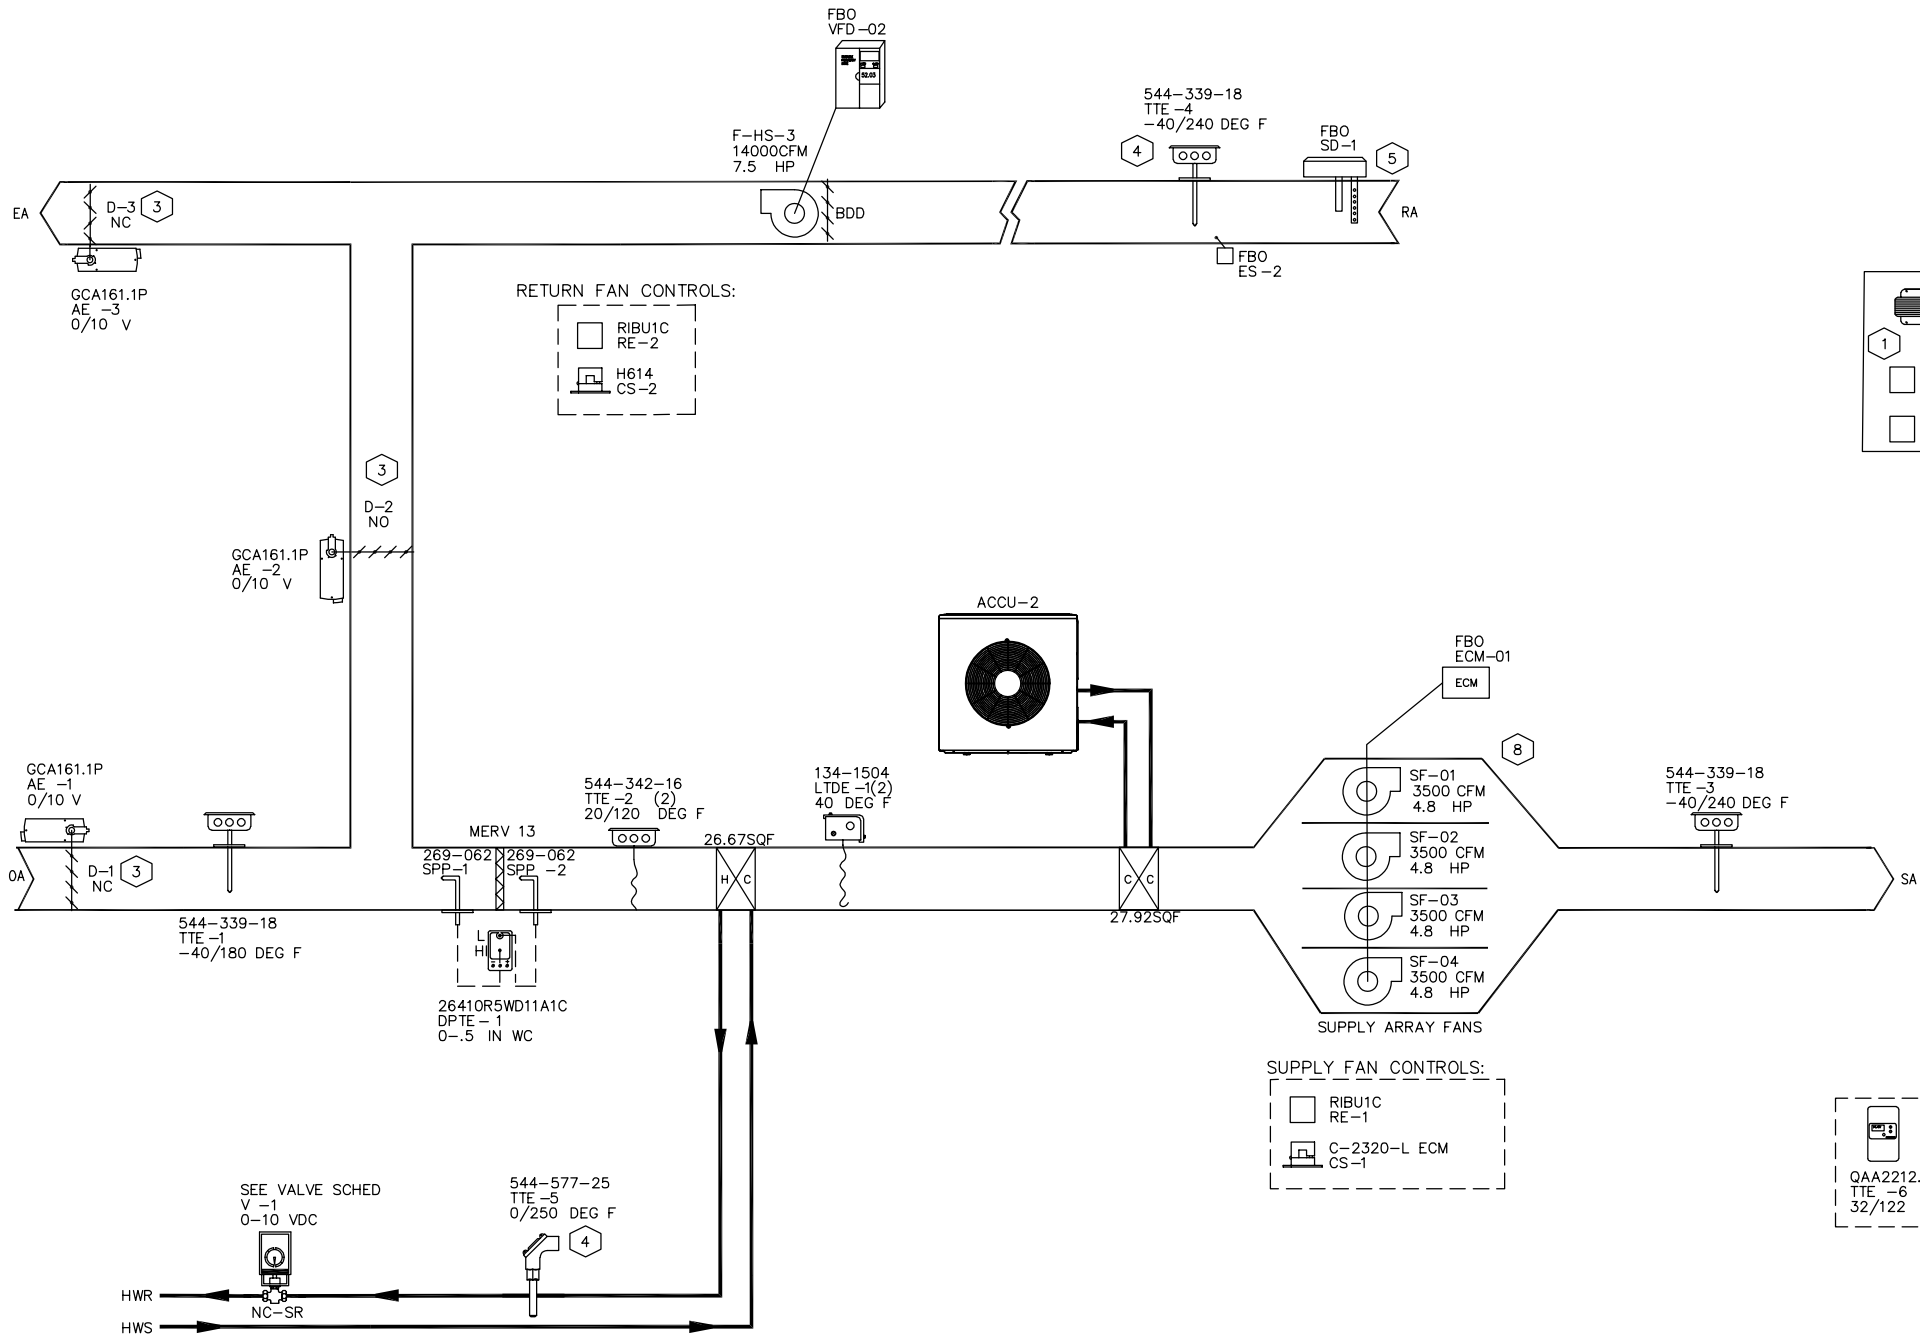 FBO
VFD-02
52.03
F-HS-3
14000CFM
7.5 HP
544-339-18
TTE-4
-40/240 DEG F
4
FBO
SD-1
5
EA
D-3
NC
3
BDD
RA
FBO
ES-2
GCA161.1P
AE -3
0/10 V
RETURN FAN CONTROLS:
RIBU1C
RE-2
H614
CS-2
1
3
D-2
NO
GCA161.1P
AE -2
0/10 V
ACCU-2
FBO
ECM-01
ECM
8
GCA161.1P
AE -1
0/10 V
544-342-16
TTE-2 (2)
20/120 DEG F
134-1504
LTDE-1(2)
40 DEG F
SF-01
3500 CFM
4.8 HP
544-339-18
TTE-3
-40/240 DEG F
MERV 13
26.67SQF
SF-02
3500 CFM
4.8 HP
OA
D-1
NC
3
269-062
SPP-1
269-062
SPP -2
H C
C C
SA
SF-03
3500 CFM
4.8 HP
27.92SQF
544-339-18
TTE-1
-40/180 DEG F
L
HI
SF-04
3500 CFM
4.8 HP
26410R5WD11A1C
DPTE-1
0-.5 IN WC
SUPPLY ARRAY FANS
SUPPLY FAN CONTROLS:
RIBU1C
RE-1
C-2320-L ECM
CS-1
QAA2212.
TTE -6
32/122
SEE VALVE SCHED
V -1
0-10 VDC
544-577-25
TTE-5
0/250 DEG F
4
HWR
NC-SR
HWS